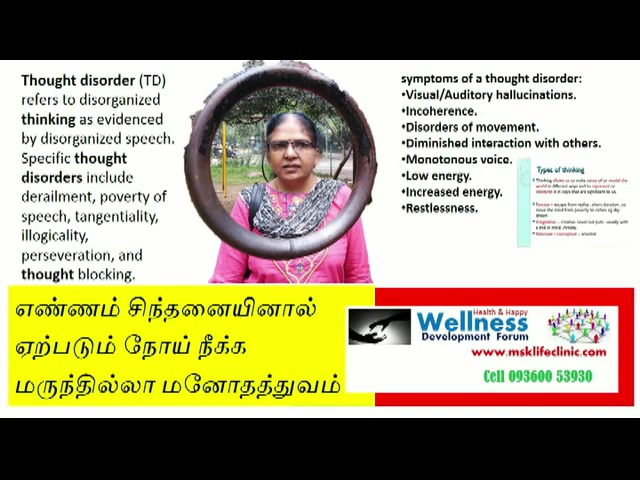 Thought disorder (TD)
refers to disorganized
thinking as evidenced
by disorganized speech.
Specific thought
disorders include
derailment, poverty of
speech, tangentiality,
illogicality,
perseveration, and
thought blocking.
symptoms of a thought disorder:
•Visual/Auditory hallucinations.
•Incoherence.
•Disorders of movement.
•Diminished interaction with others.
•Monotonous voice.
•Low energy.
•Increased energy.
•Restlessness.
Types of thinking
எண்ணம் சிந்தனையினால்
ஏற்படும் நோய் நீக்க
மருந்தில்லா மனோதத்துவம்
Health & Happy
Wellness
Development Forum
www.msklifeclinic.com
Cell 09360053930